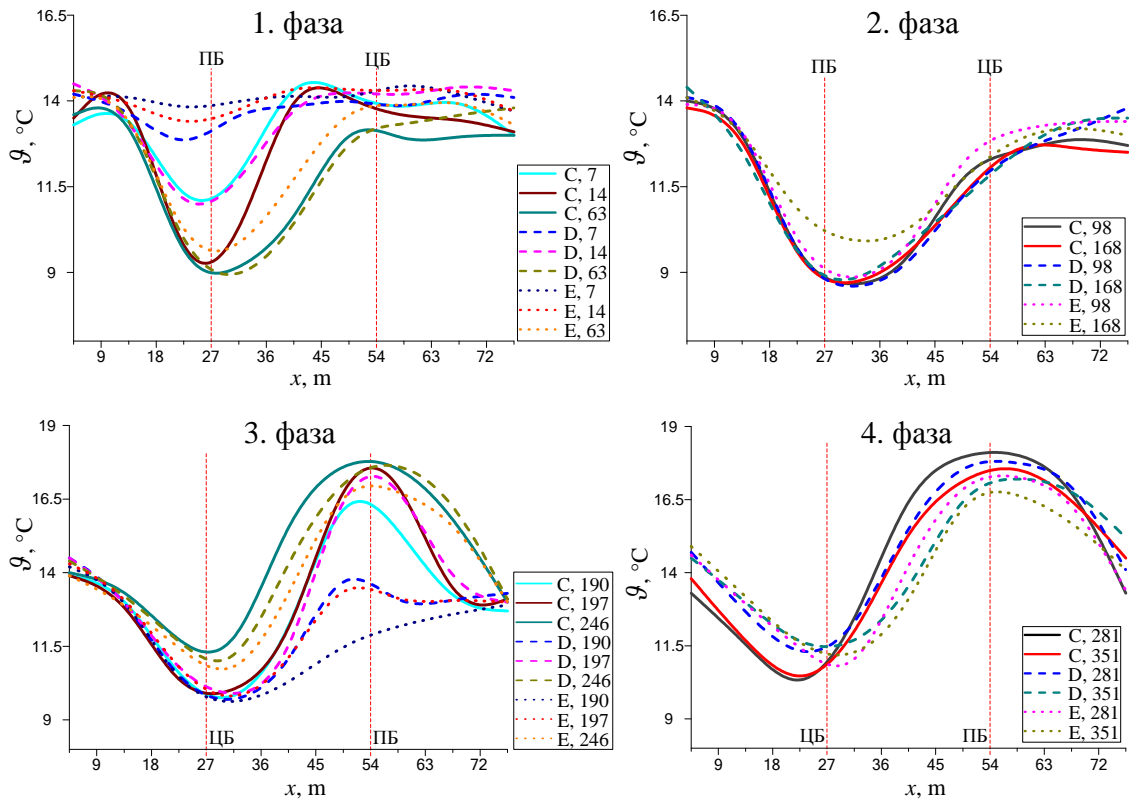 1. фаза
16.5
14
11.5
9
ϑ, °C
ПБ
ЦБ
C, 7
C, 14
C, 63
D, 7
D, 14
D, 63
E, 7
E, 14
E, 63
9 18 27 36 45 54 63 72
x, m
2. фаза
16.5
14
11.5
9
ϑ, °C
ПБ
ЦБ
C, 98
C, 168
D, 98
D, 168
E, 98
E, 168
9 18 27 36 45 54 63 72
x, m
3. фаза
19
16.5
14
11.5
9
ϑ, °C
ЦБ
ПБ
C, 190
C, 197
C, 246
D, 190
D, 197
D, 246
E, 190
E, 197
E, 246
9 18 27 36 45 54 63 72
x, m
4. фаза
19
16.5
14
11.5
9
ϑ, °C
ЦБ
ПБ
C, 281
C, 351
D, 281
D, 351
E, 281
E, 351
9 18 27 36 45 54 63 72
x, m